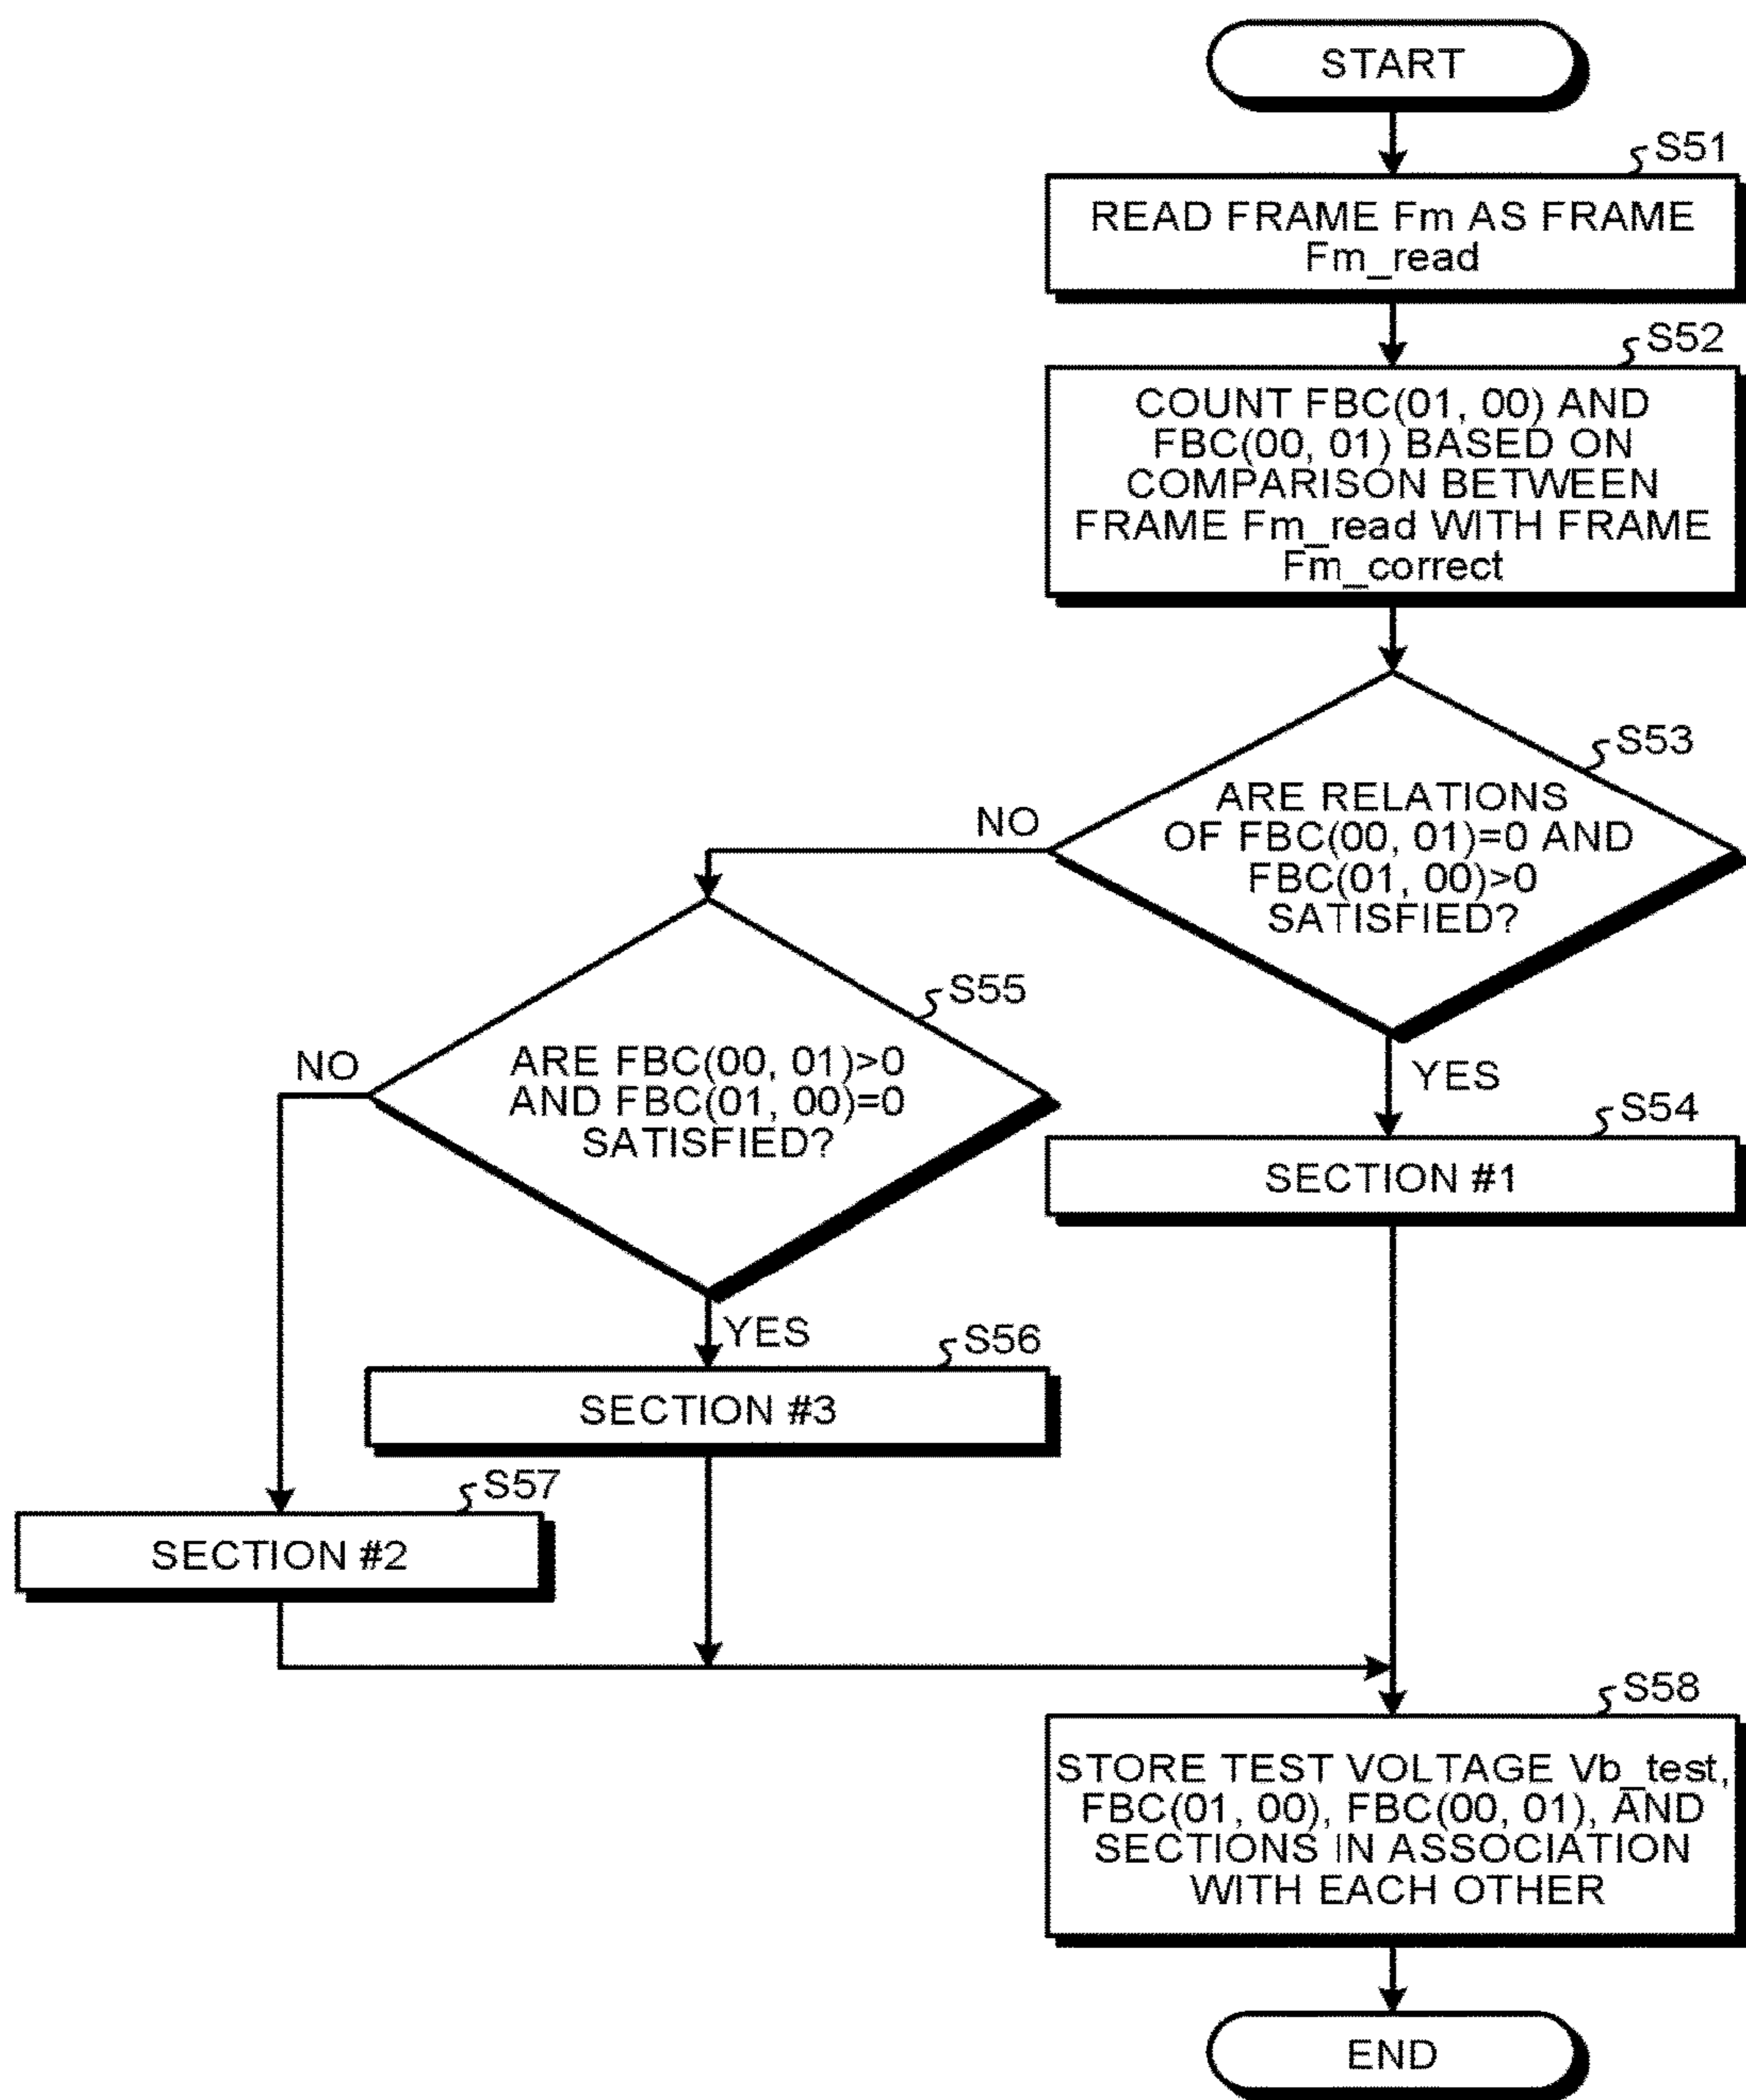 START
S51
READ FRAME Fm AS FRAME
Fm_read
S52
COUNT FBC(01, 00) AND
FBC(00, 01) BASED ON
COMPARISON BETWEEN
FRAME Fm_read WITH FRAME
Fm_correct
S53
ARE RELATIONS
OF FBC(00, 01)=0 AND
FBC(01, 00)>0
SATISFIED?
NO
YES
S55
ARE FBC(00, 01)>0
AND FBC(01, 00)=0
SATISFIED?
NO
YES
S54
SECTION #1
S56
SECTION #3
S57
SECTION #2
S58
STORE TEST VOLTAGE Vb_test,
FBC(01, 00), FBC(00, 01), AND
SECTIONS IN ASSOCIATION
WITH EACH OTHER
END